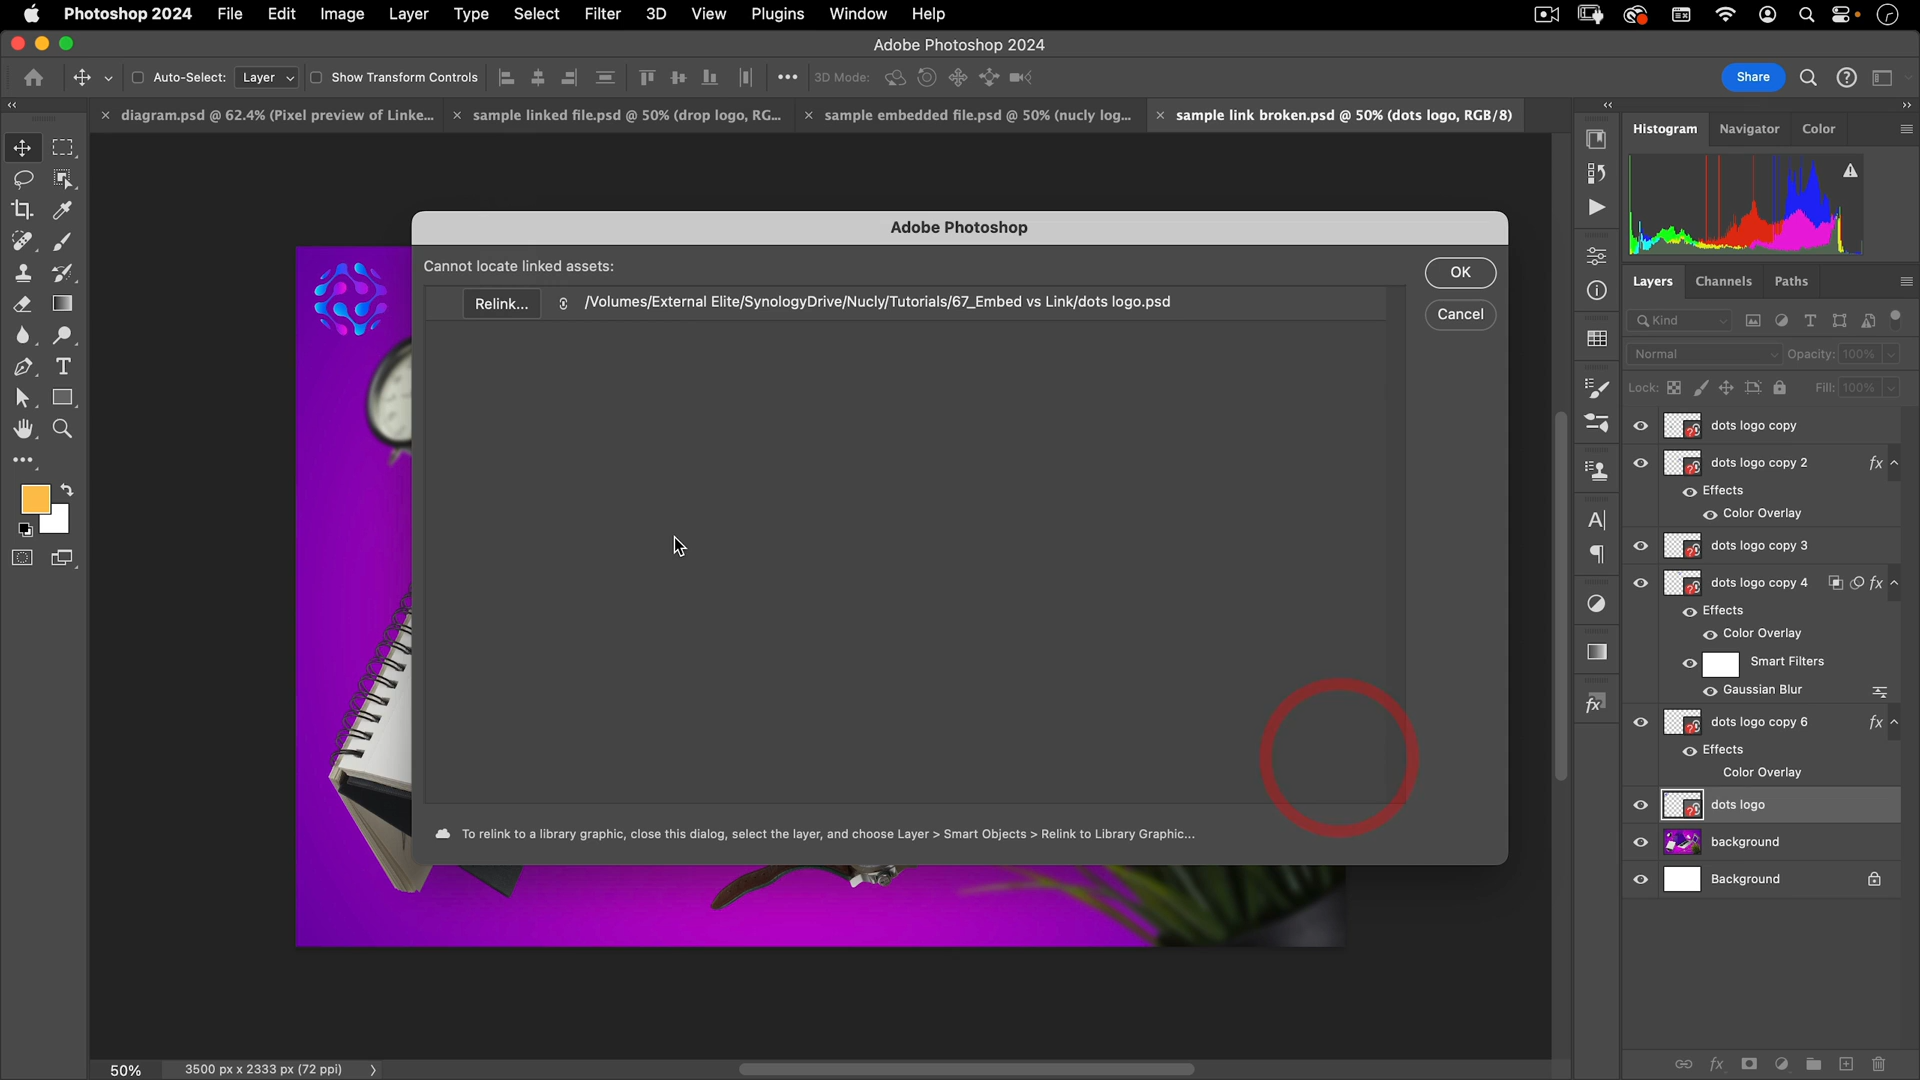 Photoshop 2024 File Edit Image Layer Type Select Filter 3D View Plugins Window Help
Adobe Photoshop 2024
Auto-Select: Layer Show Transform Controls 3D Mode: Share
diagram.psd @ 62.4% (Pixel preview of Linke... sample linked file.psd @ 50% (drop logo, RG... sample embedded file.psd @ 50% (nucly log... sample link broken.psd @ 50% (dots logo, RGB/8)
Histogram Navigator Color
Adobe Photoshop
Cannot locate linked assets:
OK
Relink... /Volumes/External Elite/SynologyDrive/Nucly/Tutorials/67_Embed vs Link/dots logo.psd
Cancel
To relink to a library graphic, close this dialog, select the layer, and choose Layer > Smart Objects > Relink to Library Graphic...
Layers Channels Paths
Kind
Normal Opacity: 100%
Lock: Fill: 100%
dots logo copy
dots logo copy 2 fx
Effects
Color Overlay
dots logo copy 3
dots logo copy 4 fx
Effects
Color Overlay
Smart Filters
Gaussian Blur
dots logo copy 6 fx
Effects
Color Overlay
dots logo
background
Background
50% 3500 px x 2333 px (72 ppi)